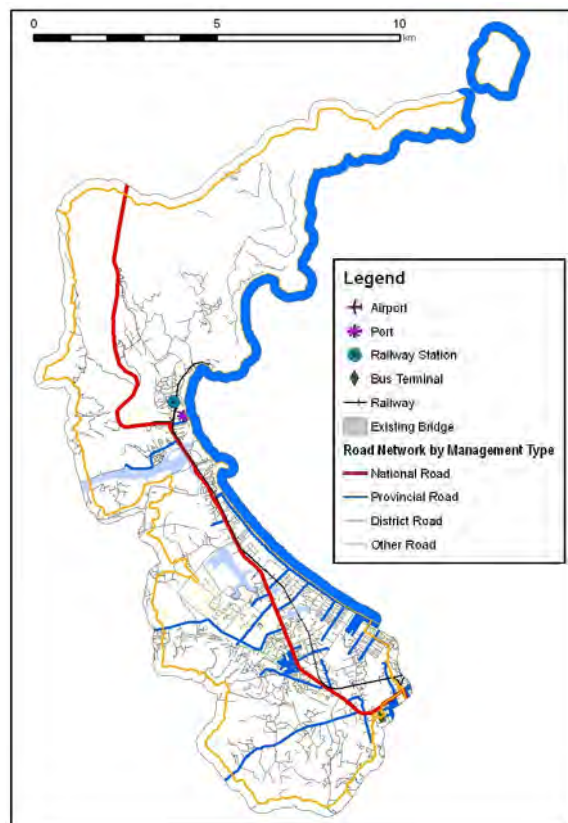 0 5 10
km
Legend
Airport
Port
Railway Station
Bus Terminal
Railway
Existing Bridge
Road Network by Management Type
National Road
Provincial Road
District Road
Other Road